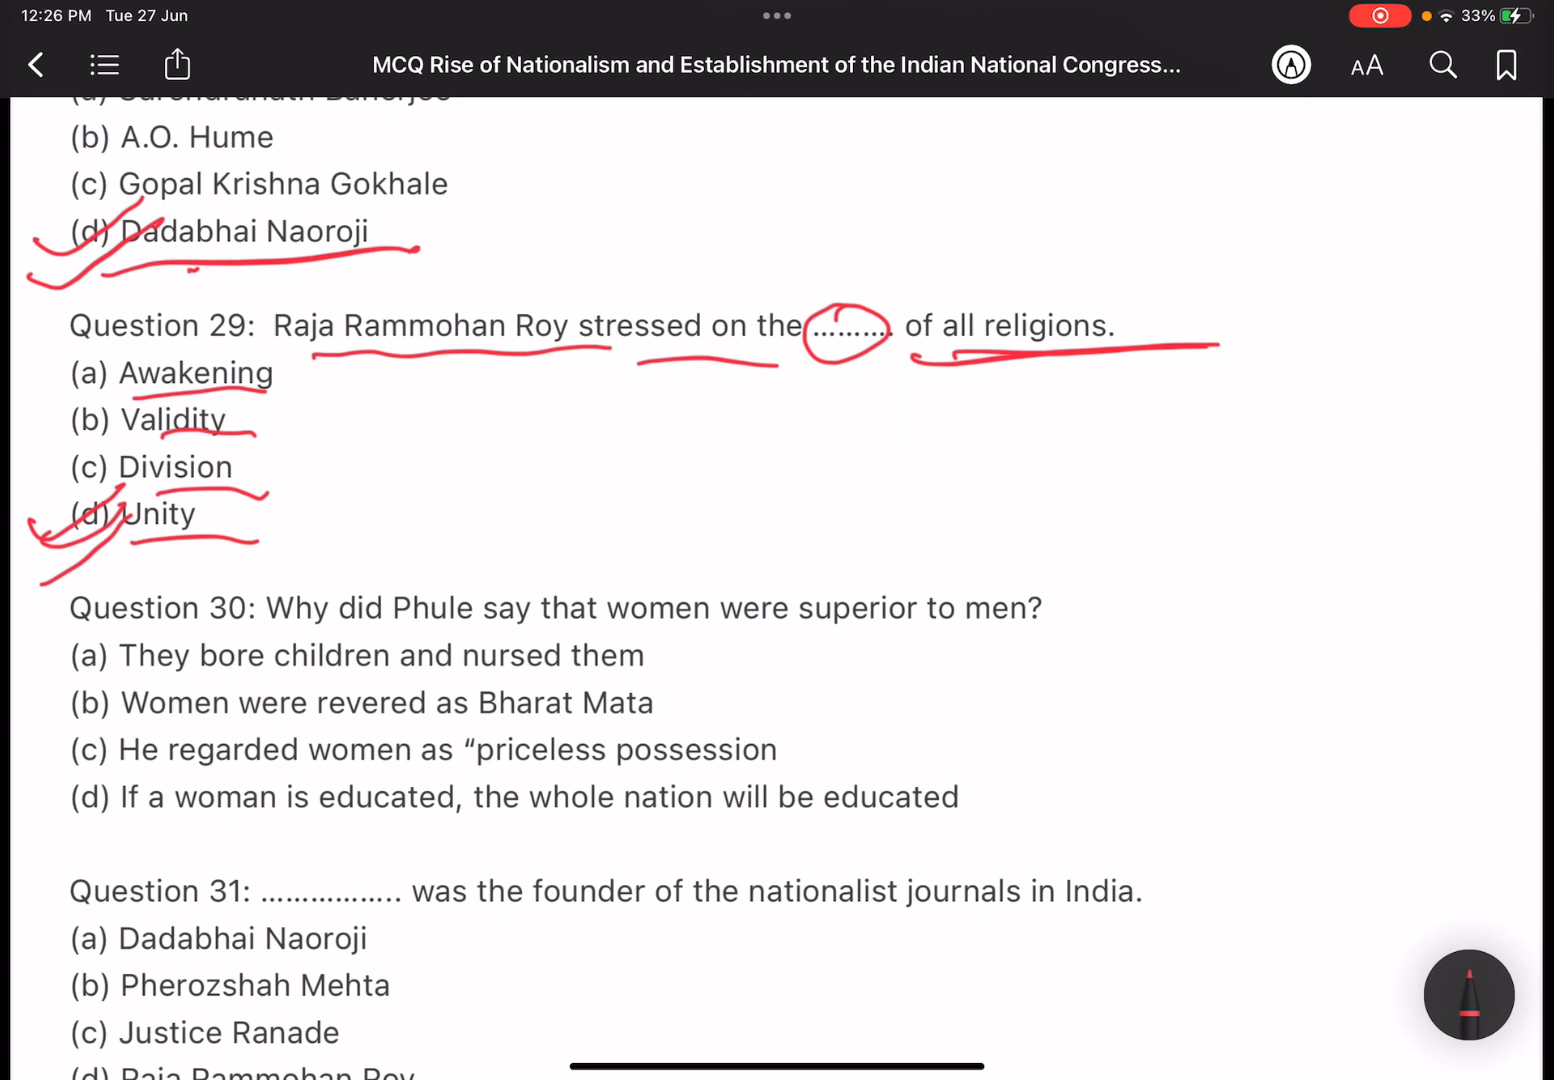 12:26 PM Tue 27 Jun
33%
MCQ Rise of Nationalism and Establishment of the Indian National Congress...
AA
(a) Surendranath Banerjee
(b) A.O. Hume
(c) Gopal Krishna Gokhale
(d) Dadabhai Naoroji
Question 29: Raja Rammohan Roy stressed on the .......... of all religions.
(a) Awakening
(b) Validity
(c) Division
(d) Unity
Question 30: Why did Phule say that women were superior to men?
(a) They bore children and nursed them
(b) Women were revered as Bharat Mata
(c) He regarded women as “priceless possession
(d) If a woman is educated, the whole nation will be educated
Question 31: ................. was the founder of the nationalist journals in India.
(a) Dadabhai Naoroji
(b) Pherozshah Mehta
(c) Justice Ranade
(d) Raja Rammohan Roy